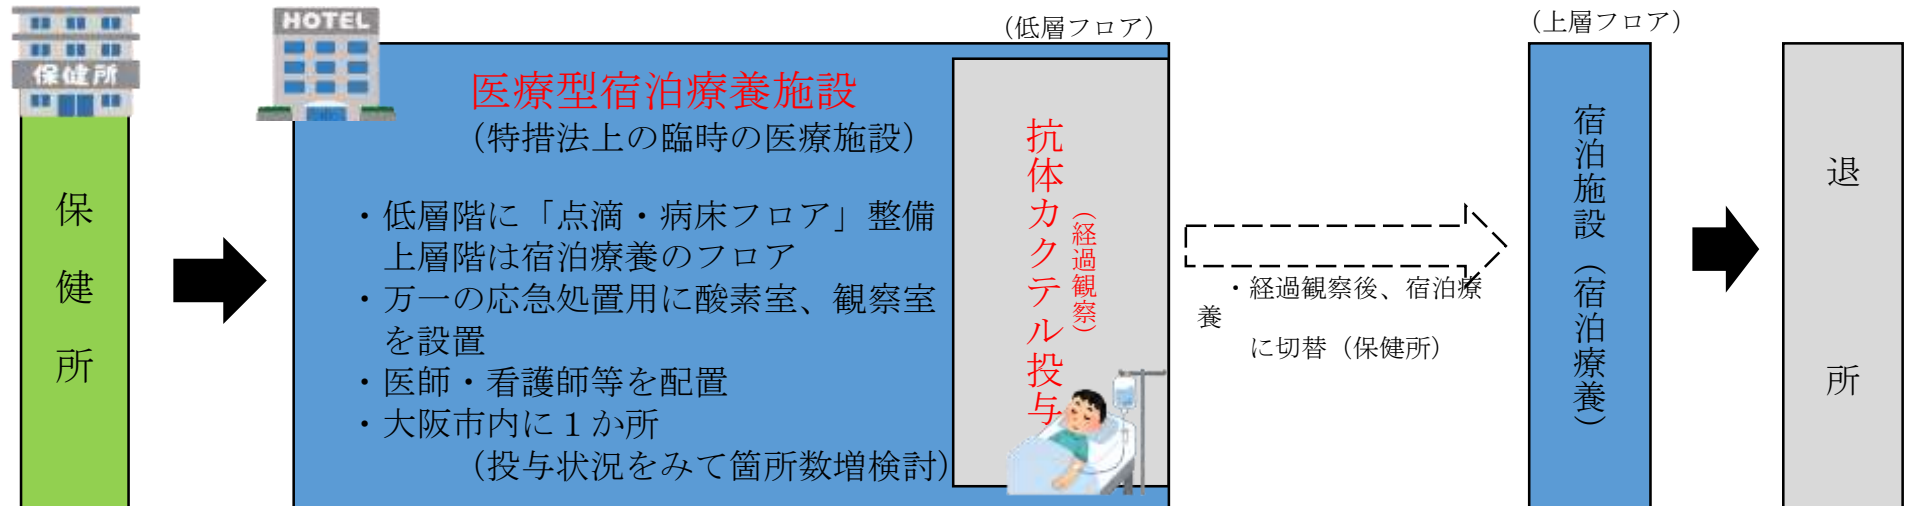 保健所
保健所
HOTEL
医療型宿泊療養施設
（特措法上の臨時の医療施設）
・低層階に「点滴・病床フロア」整備
上層階は宿泊療養のフロア
・万一の応急処置用に酸素室、観察室
を設置
・医師・看護師等を配置
・大阪市内に１か所
（投与状況をみて箇所数増検討）
（低層フロア）
抗体カクテル投与
（経過観察）
・経過観察後、宿泊療
養
に切替（保健所）
（上層フロア）
宿泊施設（宿泊療養）
退所